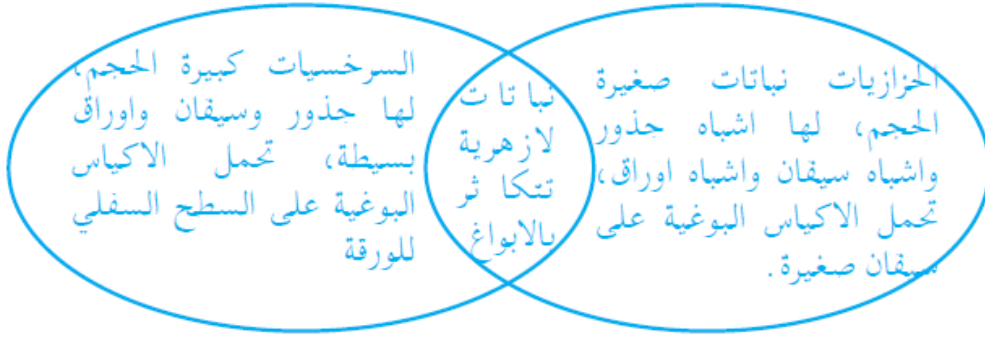 الحزازيات نباتات صغيرة
الحجم، لها اشباه جذور
واشباه سيقان واشباه اوراق،
تحمل الاكياس البوغية على
سيقان صغيرة.
نبا تا ت
لازهرية
تتكا ثر
بالابواغ
السرخسيات كبيرة الحجم،
لها جذور وسيقان واوراق
بسيطة، تحمل الاكياس
البوغية على السطح السفلي
للورقة